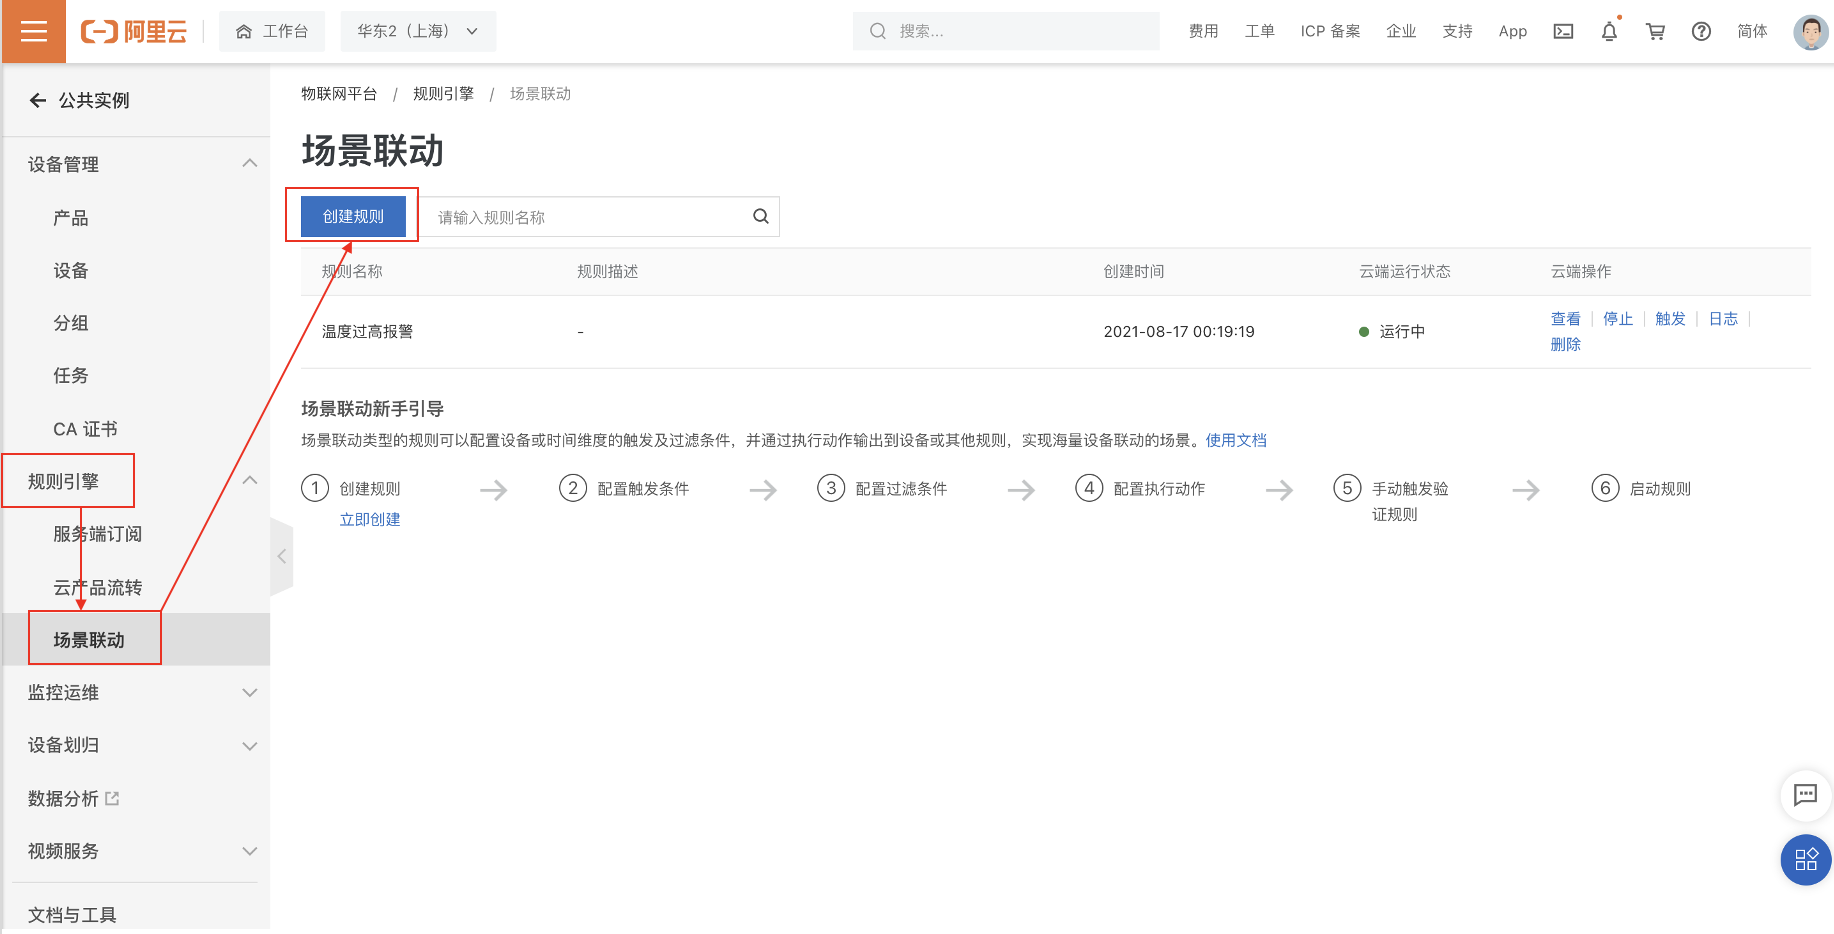 阿里云
工作台
华东2（上海）
搜索...
费用
工单
ICP 备案
企业
支持
App
简体
公共实例
设备管理
产品
设备
分组
任务
CA 证书
规则引擎
服务端订阅
云产品流转
场景联动
监控运维
设备划归
数据分析
视频服务
文档与工具
物联网平台 / 规则引擎 / 场景联动
场景联动
创建规则
请输入规则名称
规则名称 规则描述 创建时间 云端运行状态 云端操作
温度过高报警 - 2021-08-17 00:19:19 运行中 查看 停止 触发 日志
删除
场景联动新手引导
场景联动类型的规则可以配置设备或时间维度的触发及过滤条件，并通过执行动作输出到设备或其他规则，实现海量设备联动的场景。使用文档
1 创建规则
立即创建
2 配置触发条件
3 配置过滤条件
4 配置执行动作
5 手动触发验
证规则
6 启动规则